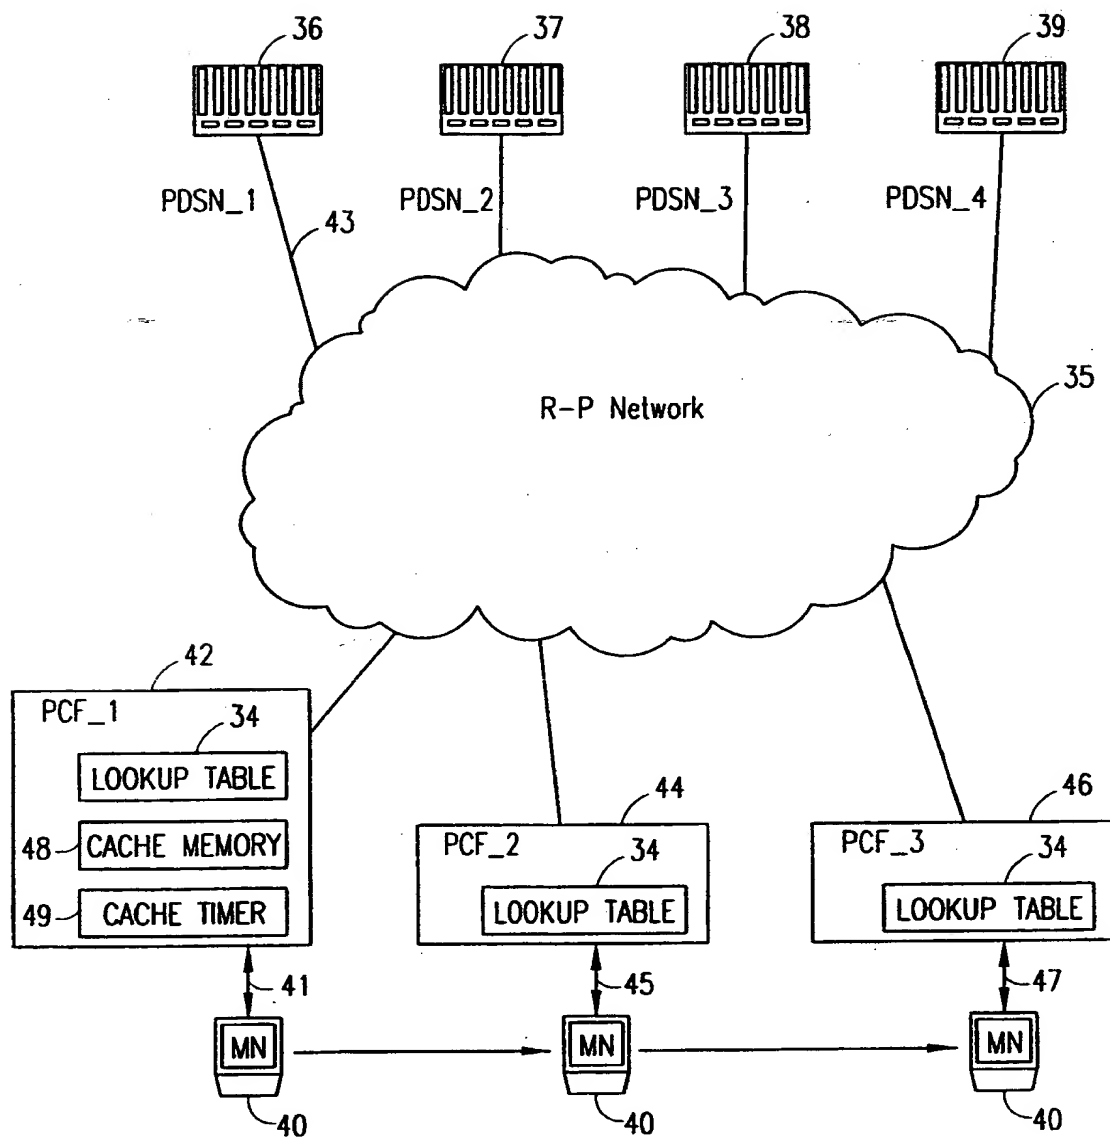 36
37
38
39
PDSN_1
43
PDSN_2
PDSN_3
PDSN_4
35
R-P Network
42
PCF_1
34
LOOKUP TABLE
48
CACHE MEMORY
49
CACHE TIMER
44
PCF_2
34
LOOKUP TABLE
46
PCF_3
34
LOOKUP TABLE
41
45
47
MN
MN
MN
40
40
40